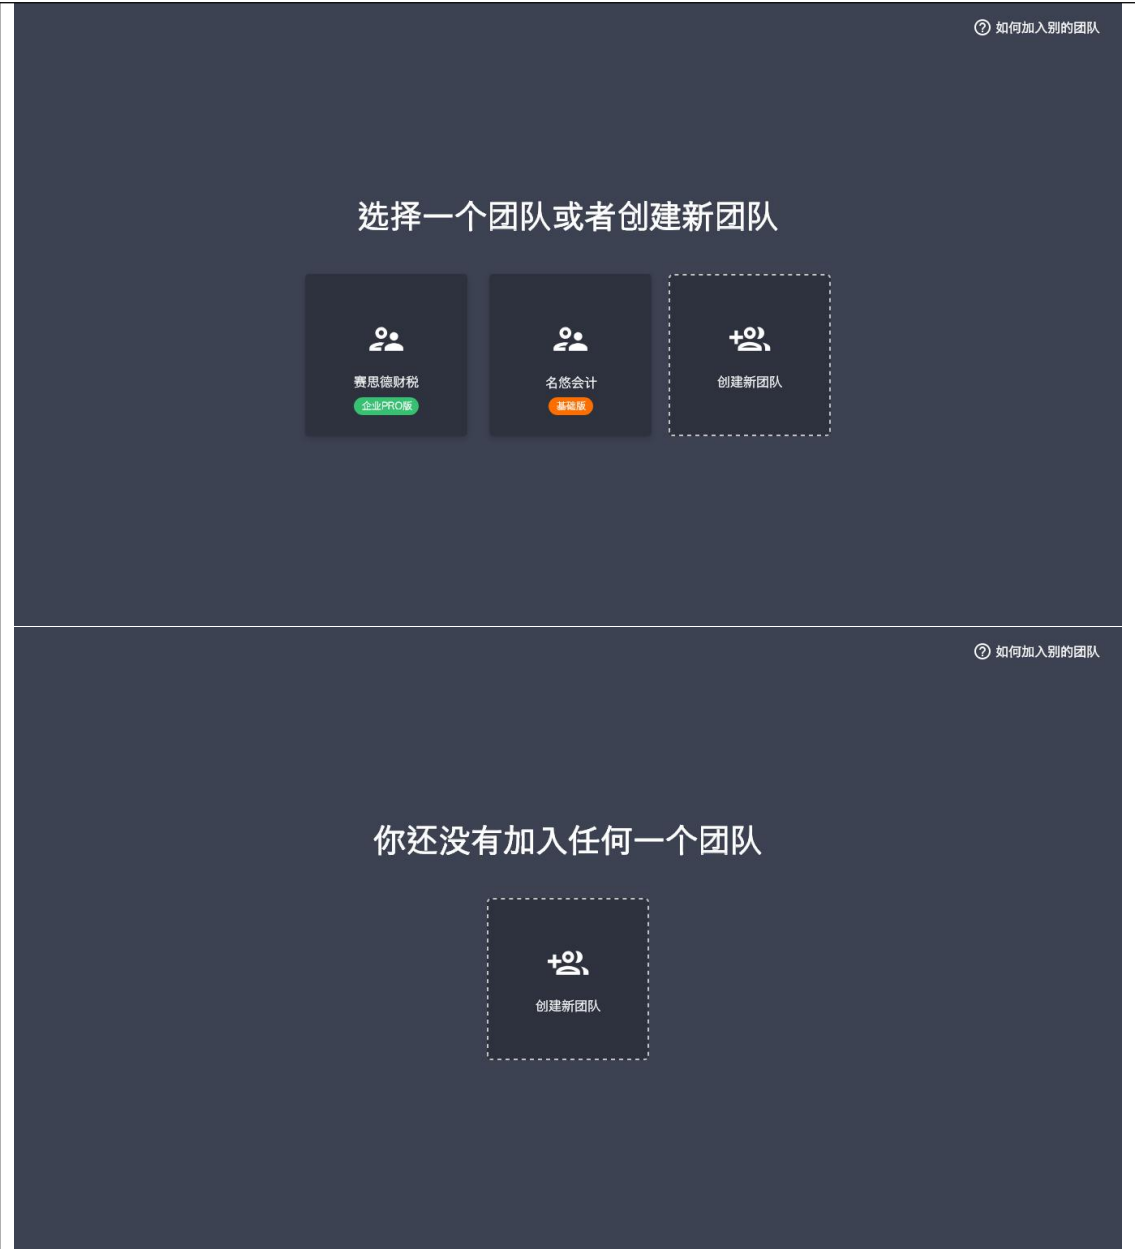 如何加入别的团队
选择一个团队或者创建新团队
赛思德财税
名悠会计
创建新团队
企业PRO版
基础版
如何加入别的团队
你还没有加入任何一个团队
创建新团队